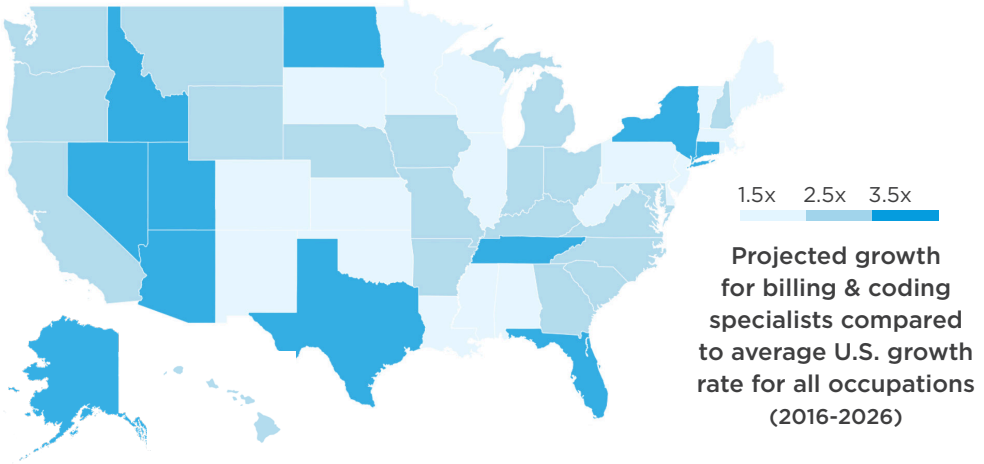 1.5x 2.5x 3.5x
Projected growth
for billing & coding
specialists compared
to average U.S. growth
rate for all occupations
(2016-2026)